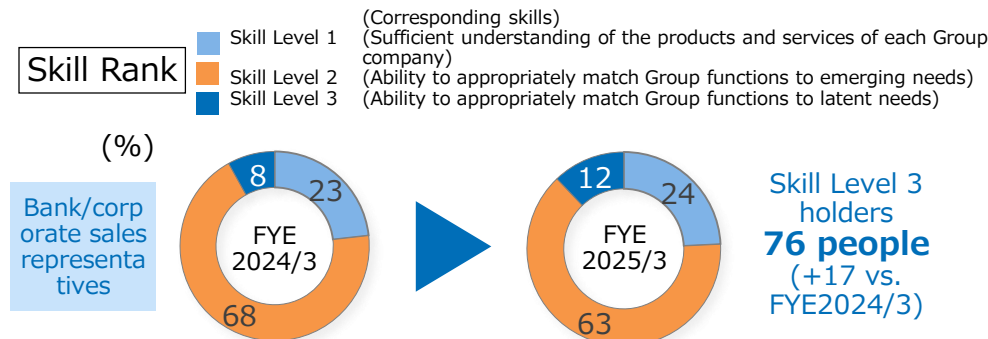 (Corresponding skills)
Skill Rank
Skill Level 1 (Sufficient understanding of the products and services of each Group
company)
Skill Level 2 (Ability to appropriately match Group functions to emerging needs)
Skill Level 3 (Ability to appropriately match Group functions to latent needs)
(%)
Bank/corp
orate sales
representa
tives
8
23
FYE
2024/3
68
12
24
FYE
2025/3
63
Skill Level 3
holders
76 people
(+17 vs.
FYE2024/3)